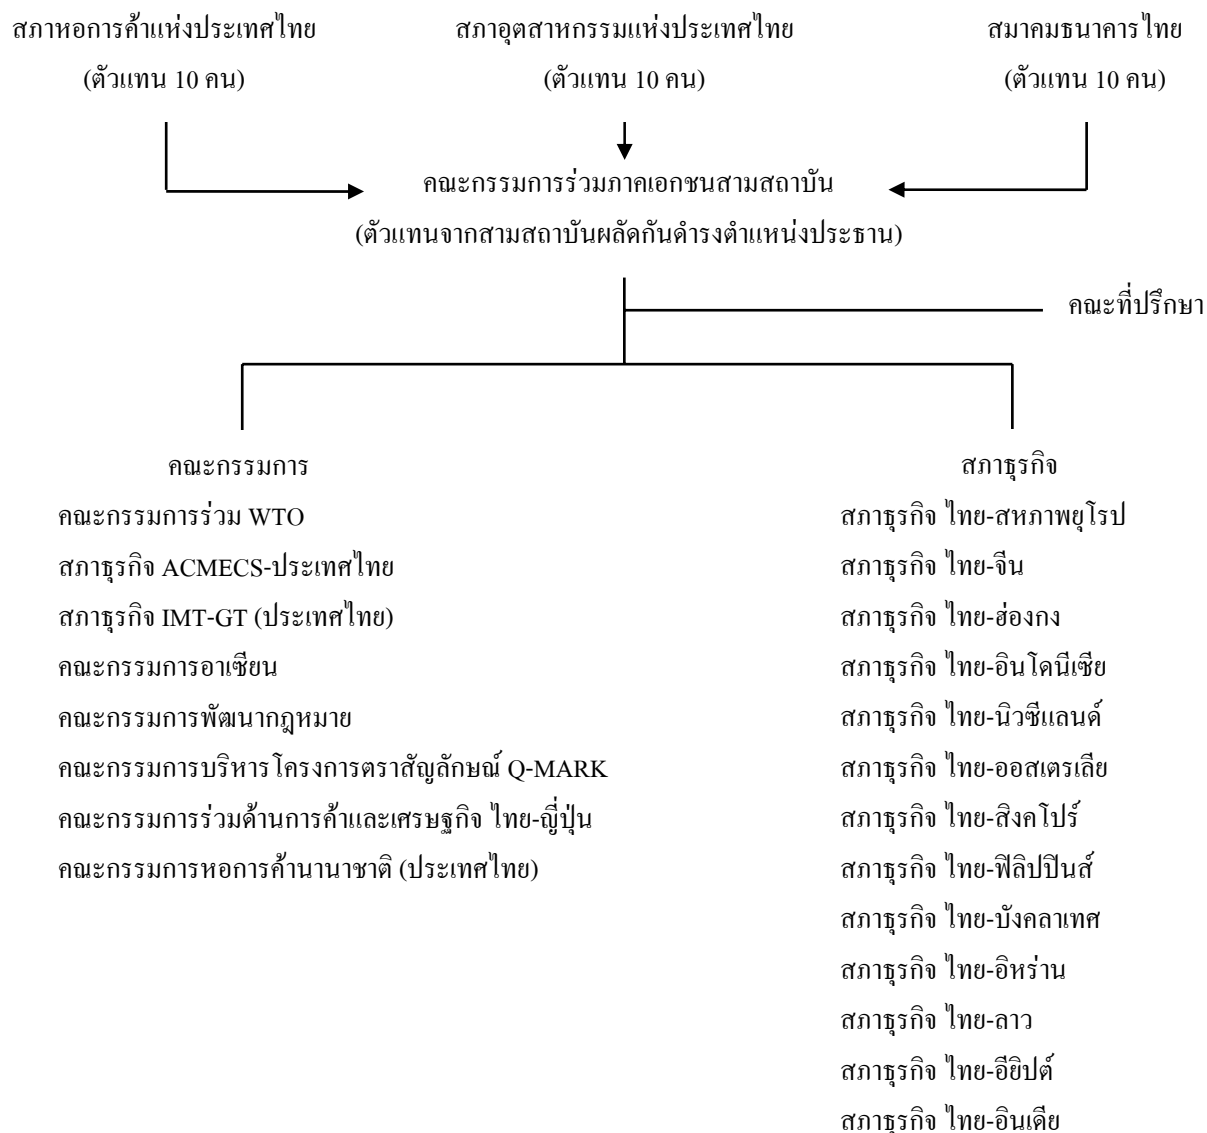 สภาหอการค้าแห่งประเทศไทย
(ตัวแทน 10 คน)
สภาอุตสาหกรรมแห่งประเทศไทย
(ตัวแทน 10 คน)
สมาคมธนาคารไทย
(ตัวแทน 10 คน)
คณะกรรมการร่วมภาคเอกชนสามสถาบัน
(ตัวแทนจากสามสถาบันผลัดกันดำรงตำแหน่งประธาน)
คณะที่ปรึกษา
คณะกรรมการ
คณะกรรมการร่วม WTO
สภาธุรกิจ ACMECS-ประเทศไทย
สภาธุรกิจ IMT-GT (ประเทศไทย)
คณะกรรมการอาเซียน
คณะกรรมการพัฒนากฎหมาย
คณะกรรมการบริหารโครงการตราสัญลักษณ์ Q-MARK
คณะกรรมการร่วมด้านการค้าและเศรษฐกิจ ไทย-ญี่ปุ่น
คณะกรรมการหอการค้านานาชาติ (ประเทศไทย)
สภาธุรกิจ
สภาธุรกิจ ไทย-สหภาพยุโรป
สภาธุรกิจ ไทย-จีน
สภาธุรกิจ ไทย-ฮ่องกง
สภาธุรกิจ ไทย-อินโดนีเซีย
สภาธุรกิจ ไทย-นิวซีแลนด์
สภาธุรกิจ ไทย-ออสเตรเลีย
สภาธุรกิจ ไทย-สิงคโปร์
สภาธุรกิจ ไทย-ฟิลิปปินส์
สภาธุรกิจ ไทย-บังคลาเทศ
สภาธุรกิจ ไทย-อิหร่าน
สภาธุรกิจ ไทย-ลาว
สภาธุรกิจ ไทย-อียิปต์
สภาธุรกิจ ไทย-อินเดีย